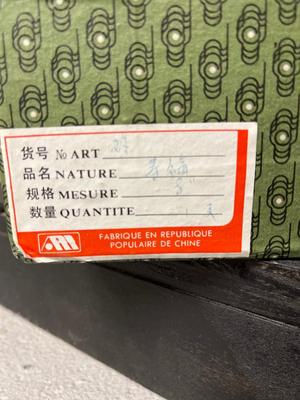 货号 №ART
品名 NATURE
规格 MESURE
数量 QUANTITE
FABRIQUE EN REPUBLIQUE
POPULAIRE DE CHINE